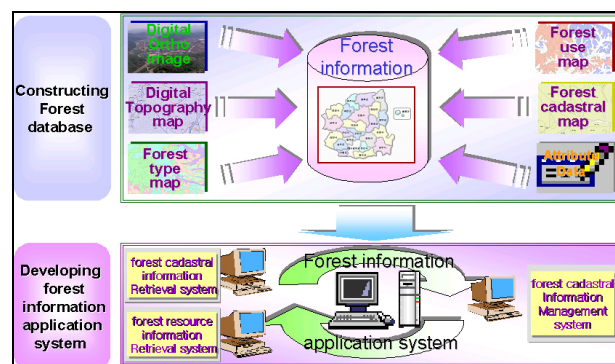 Constructing
Forest
database
Digital
Ortho
image
Digital
Topography
map
Forest
type
map
Forest
information
Forest
use
map
Forest
cadastral
map
Attribute
Data
Developing
forest
information
application
system
forest cadastral
information
Retrieval system
forest resource
information
Retrieval system
Forest information
application system
forest cadastral
Information
Management
system